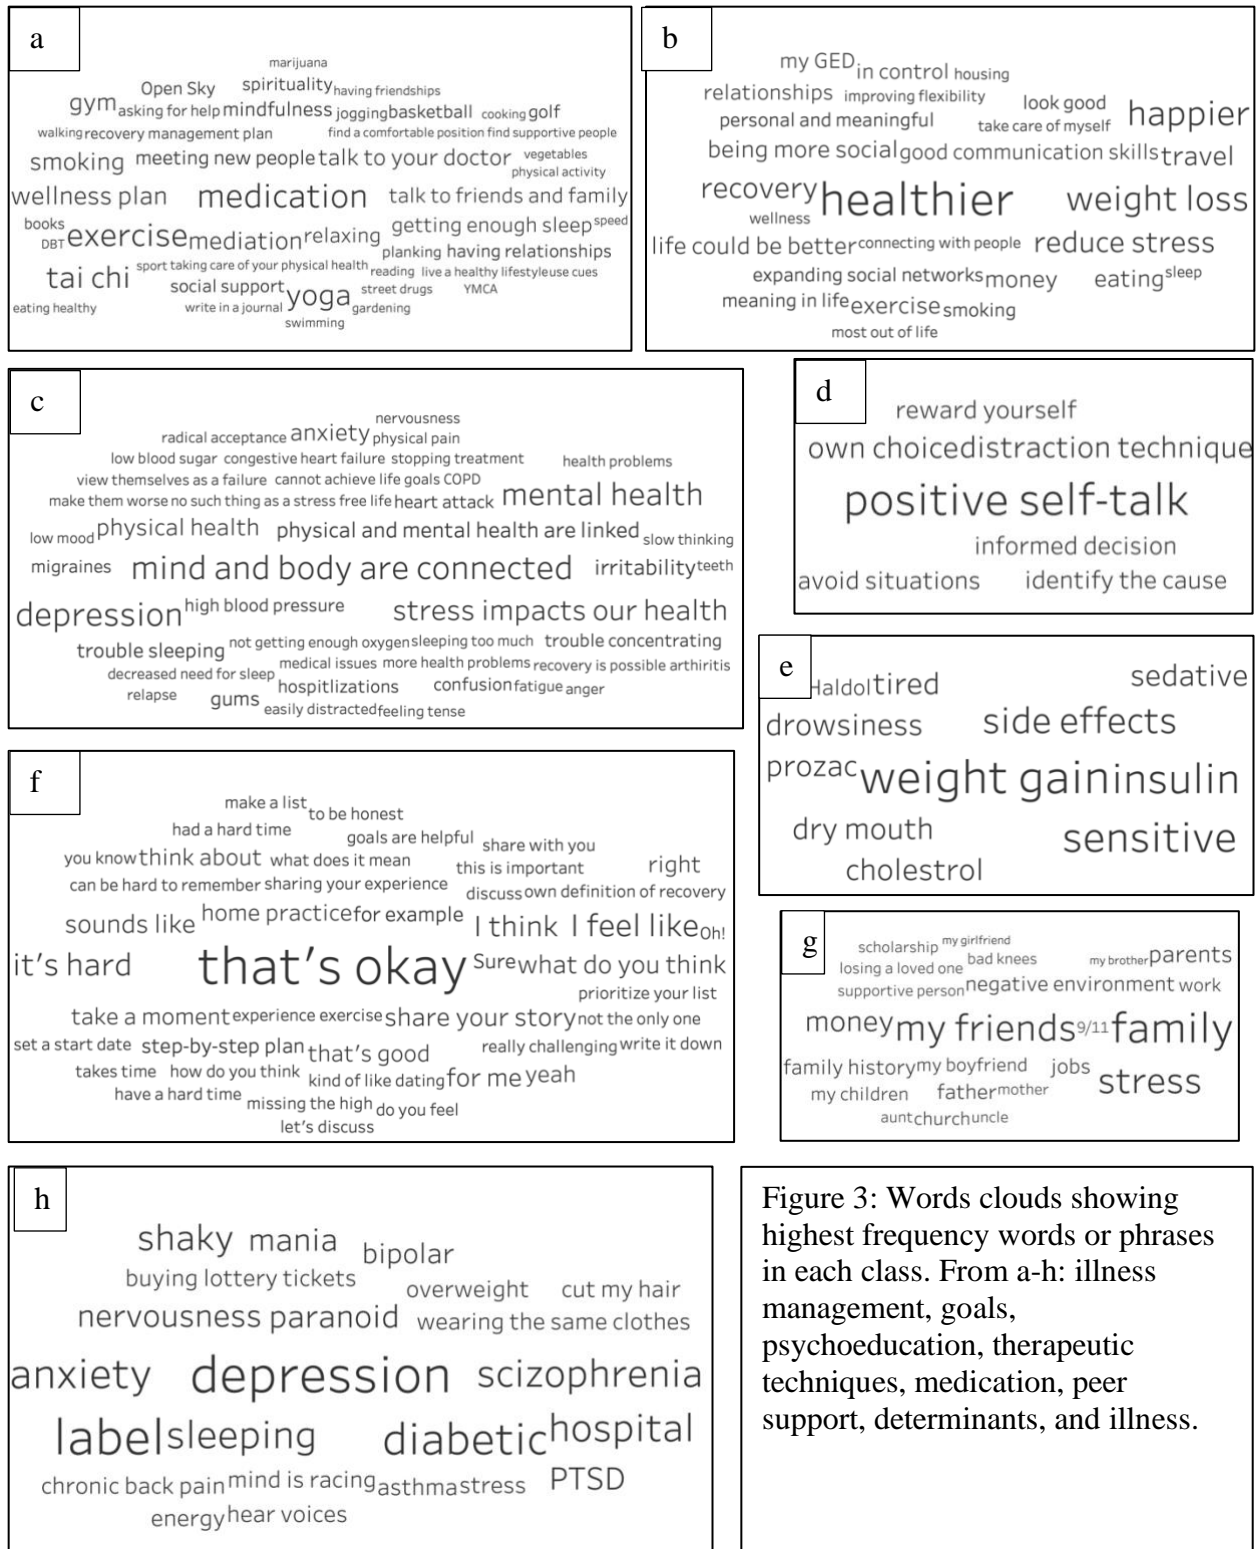 a
marijuana
Open Sky spirituality having friendships
gym asking for help mindfulness jogging basketball cooking golf
walking recovery management plan find a comfortable position find supportive people
smoking meeting new people talk to your doctor vegetables
physical activity
wellness plan medication talk to friends and family
books exercise mediation relaxing getting enough sleep speed
DBT planking having relationships
tai chi sport taking care of your physical health reading live a healthy lifestyle use cues
social support yoga street drugs YMCA
eating healthy write in a journal gardening
swimming
b
my GED in control housing
relationships improving flexibility look good happier
personal and meaningful take care of myself
being more social good communication skills travel
recovery healthier weight loss
wellness
life could be better connecting with people reduce stress
expanding social networks money eating sleep
meaning in life exercise smoking
most out of life
c
nervousness
radical acceptance anxiety physical pain
low blood sugar congestive heart failure stopping treatment health problems
view themselves as a failure cannot achieve life goals COPD
make them worse no such thing as a stress free life heart attack mental health
low mood physical health physical and mental health are linked slow thinking
migraines mind and body are connected irritability teeth
depression high blood pressure stress impacts our health
trouble sleeping not getting enough oxygen sleeping too much trouble concentrating
decreased need for sleep medical issues more health problems recovery is possible arthiritis
relapse gums hospitlizations confusion fatigue anger
easily distracted feeling tense
d
reward yourself
own choice distraction technique
positive self-talk
informed decision
avoid situations identify the cause
e
Haldol tired sedative
drowsiness side effects
prozac weight gain insulin
dry mouth sensitive
cholestrol
f
make a list to be honest
had a hard time goals are helpful share with you
you know think about what does it mean this is important right
can be hard to remember sharing your experience discuss own definition of recovery
sounds like home practice for example I think I feel like Oh!
it's hard that's okay Sure what do you think
prioritize your list
take a moment experience exercise share your story not the only one
set a start date step-by-step plan that's good really challenging write it down
takes time how do you think kind of like dating for me yeah
have a hard time missing the high do you feel
let's discuss
g
scholarship my girlfriend
losing a loved one bad knees my brother parents
supportive person negative environment work
money my friends 9/11 family
family history my boyfriend jobs stress
my children father mother
aunt church uncle
h
shaky mania bipolar
buying lottery tickets overweight cut my hair
nervousness paranoid wearing the same clothes
anxiety depression scizophrenia
label sleeping diabetic hospital
chronic back pain mind is racing asthma stress PTSD
energy hear voices
Figure 3: Words clouds showing
highest frequency words or phrases
in each class. From a-h: illness
management, goals,
psychoeducation, therapeutic
techniques, medication, peer
support, determinants, and illness.